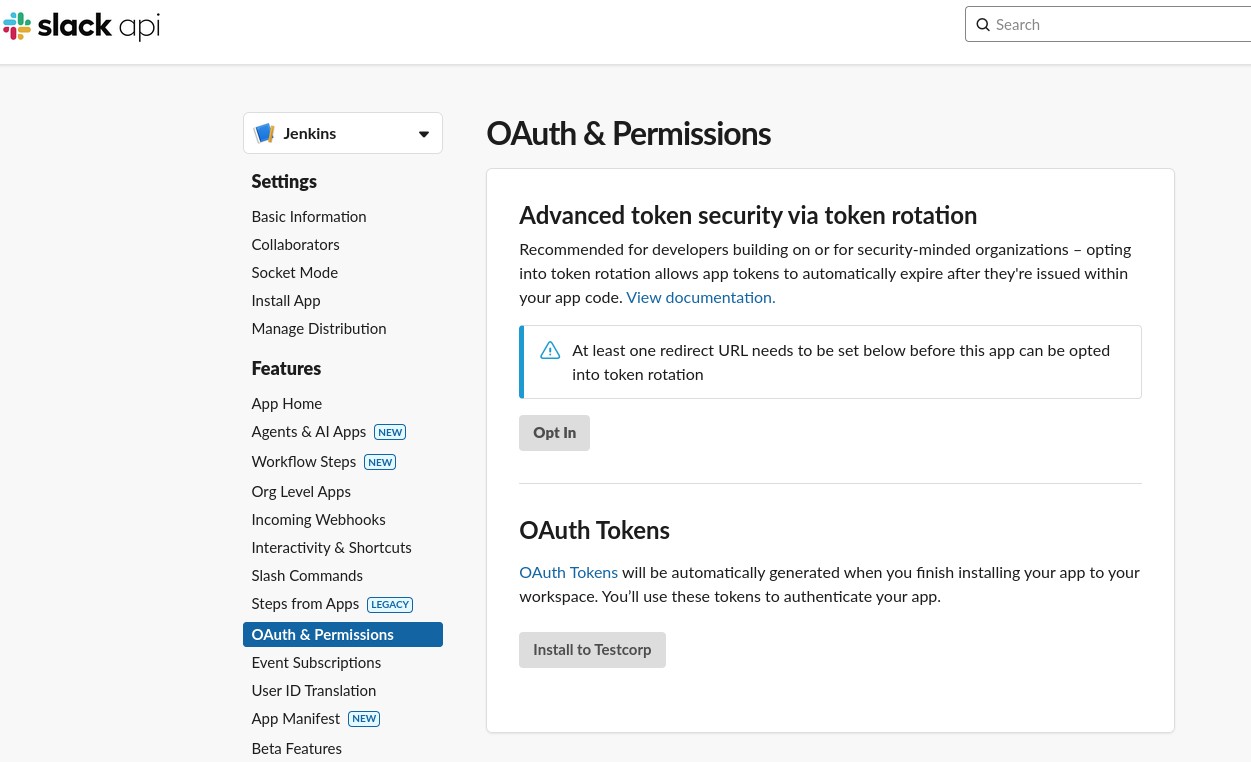 slack api
Search
Jenkins
Settings
Basic Information
Collaborators
Socket Mode
Install App
Manage Distribution
Features
App Home
Agents & AI Apps NEW
Workflow Steps NEW
Org Level Apps
Incoming Webhooks
Interactivity & Shortcuts
Slash Commands
Steps from Apps LEGACY
OAuth & Permissions
Event Subscriptions
User ID Translation
App Manifest NEW
Beta Features
OAuth & Permissions
Advanced token security via token rotation
Recommended for developers building on or for security-minded organizations – opting
into token rotation allows app tokens to automatically expire after they're issued within
your app code. View documentation.
At least one redirect URL needs to be set below before this app can be opted
into token rotation
Opt In
OAuth Tokens
OAuth Tokens will be automatically generated when you finish installing your app to your
workspace. You’ll use these tokens to authenticate your app.
Install to Testcorp